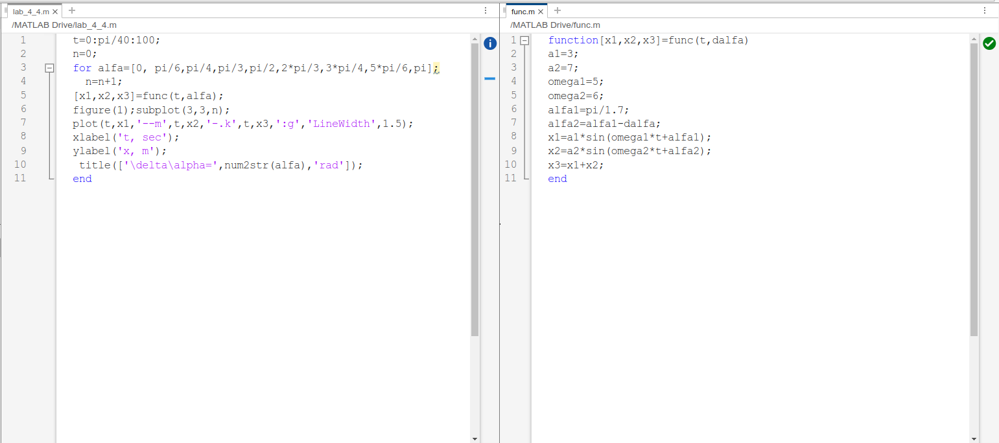 lab_4_4.m
/MATLAB Drive/lab_4_4.m
1 t=0:pi/40:100;
2 n=0;
3 for alfa=[0, pi/6,pi/4,pi/3,pi/2,2*pi/3,3*pi/4,5*pi/6,pi];
4 n=n+1;
5 [x1,x2,x3]=func(t,alfa);
6 figure(1);subplot(3,3,n);
7 plot(t,x1,'--m',t,x2,'-.k',t,x3,':g','LineWidth',1.5);
8 xlabel('t, sec');
9 ylabel('x, m');
10 title(['\delta\alpha=',num2str(alfa),'rad']);
11 end
func.m
/MATLAB Drive/func.m
1 function[x1,x2,x3]=func(t,dalfa)
2 a1=3;
3 a2=7;
4 omega1=5;
5 omega2=6;
6 alfa1=pi/1.7;
7 alfa2=alfa1-dalfa;
8 x1=a1*sin(omega1*t+alfa1);
9 x2=a2*sin(omega2*t+alfa2);
10 x3=x1+x2;
11 end